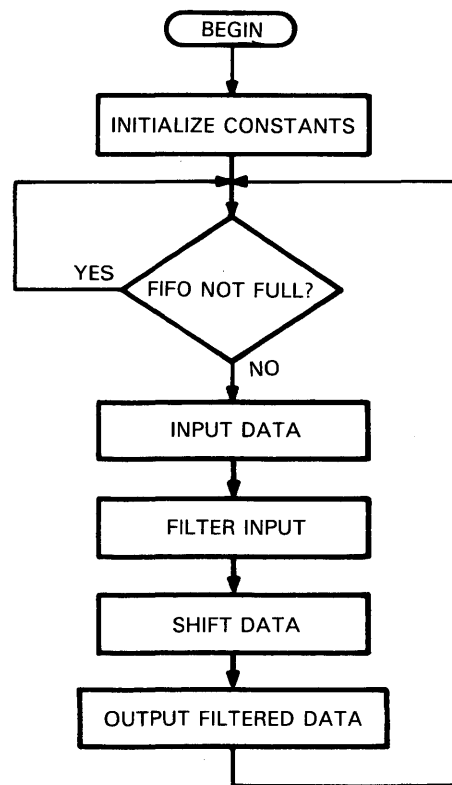 BEGIN
INITIALIZE CONSTANTS
YES
FIFO NOT FULL?
NO
INPUT DATA
FILTER INPUT
SHIFT DATA
OUTPUT FILTERED DATA